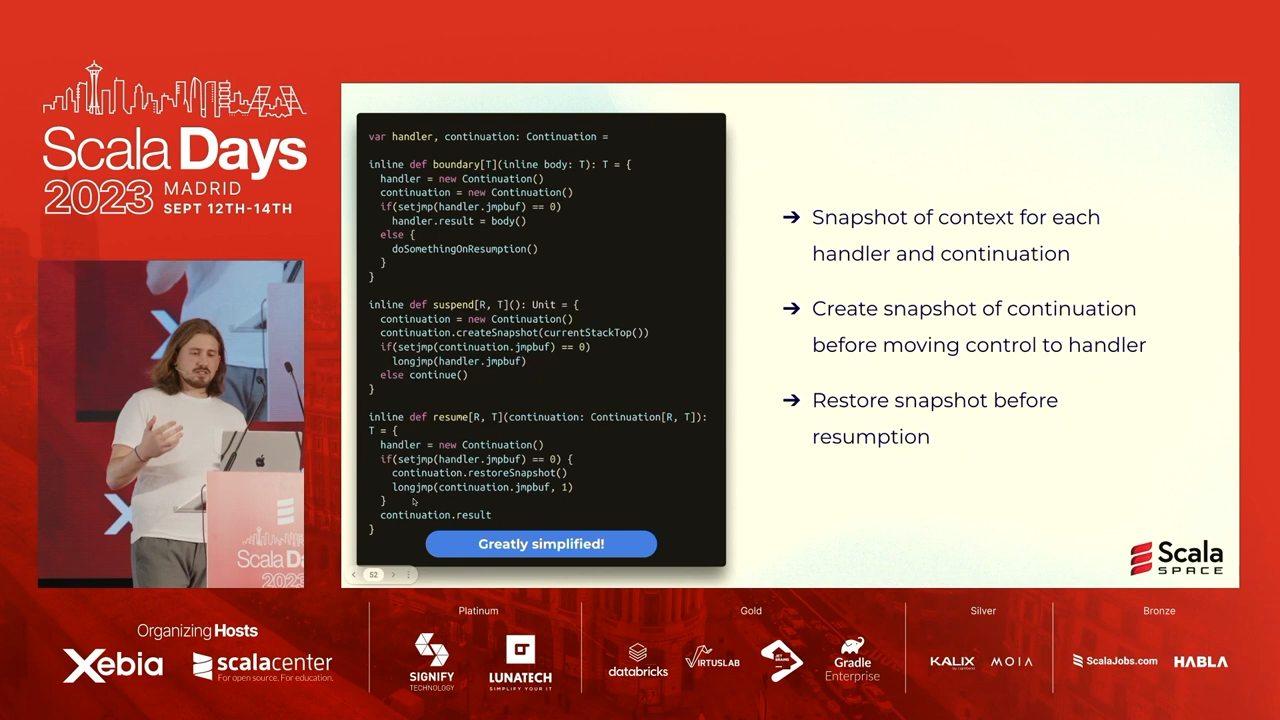 Scala Days
2023 MADRID
SEPT 12TH-14TH
var handler, continuation: Continuation =
inline def boundary[T](inline body: T): T = {
handler = new Continuation()
continuation = new Continuation()
if(setjmp(handler.jmpbuf) == 0)
handler.result = body()
else {
doSomethingOnResumption()
}
}
inline def suspend[R, T](): Unit = {
continuation = new Continuation()
continuation.createSnapshot(currentStackTop())
if(setjmp(continuation.jmpbuf) == 0)
longjmp(handler.jmpbuf)
else continue()
}
inline def resume[R, T](continuation: Continuation[R, T]):
T = {
handler = new Continuation()
if(setjmp(handler.jmpbuf) == 0) {
continuation.restoreSnapshot()
longjmp(continuation.jmpbuf, 1)
}
continuation.result
}
Greatly simplified!
52
➔ Snapshot of context for each
handler and continuation
➔ Create snapshot of continuation
before moving control to handler
➔ Restore snapshot before
resumption
Scala
SPACE
Scala Da
2023
Organizing Hosts
Xebia
scalacenter
For open source. For education.
Platinum
SIGNIFY
TECHNOLOGY
LUNATECH
SIMPLIFY YOUR IT
Gold
databricks
VIRTUSLAB
JET
BRAINS
Gradle
Enterprise
Silver
KALIX
MOIA
Bronze
ScalaJobs.com
HABLA